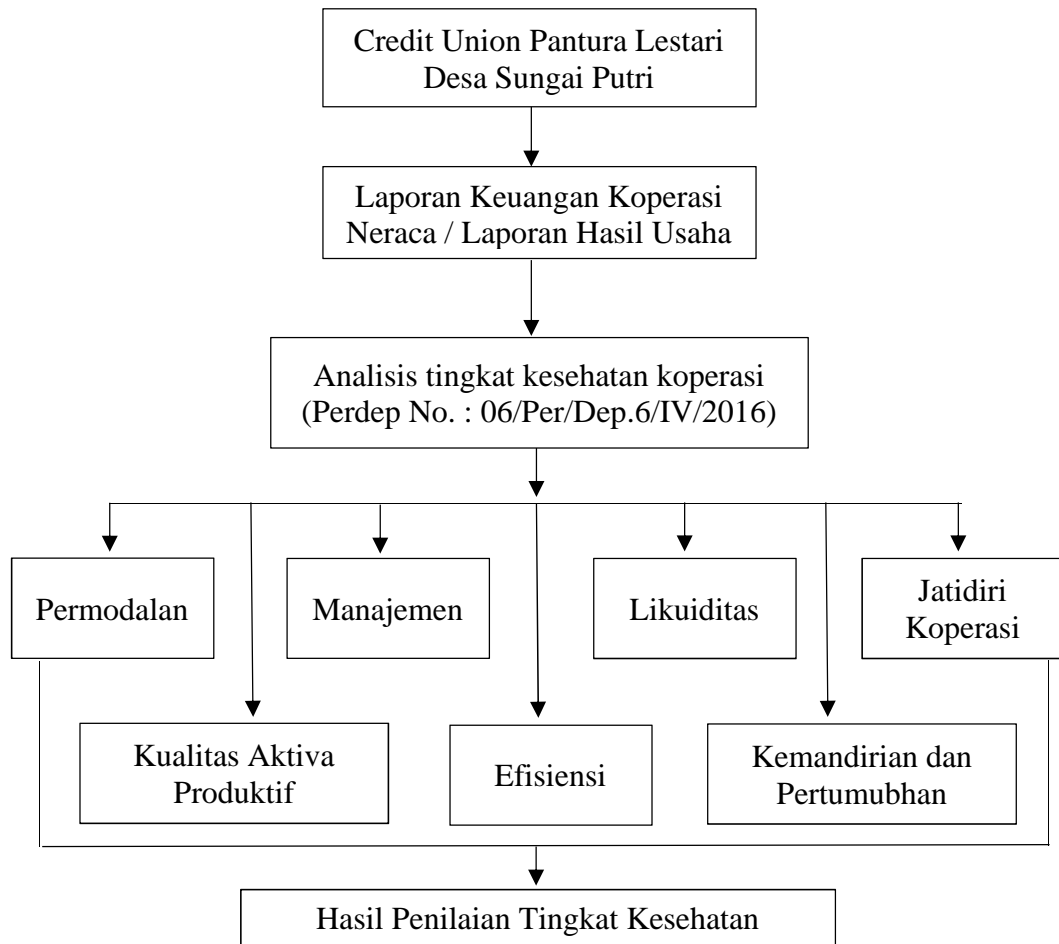 Credit Union Pantura Lestari
Desa Sungai Putri
Laporan Keuangan Koperasi
Neraca / Laporan Hasil Usaha
Analisis tingkat kesehatan koperasi
(Perdep No. : 06/Per/Dep.6/IV/2016)
Permodalan
Manajemen
Likuiditas
Jatidiri
Koperasi
Kualitas Aktiva
Produktif
Efisiensi
Kemandirian dan
Pertumubhan
Hasil Penilaian Tingkat Kesehatan